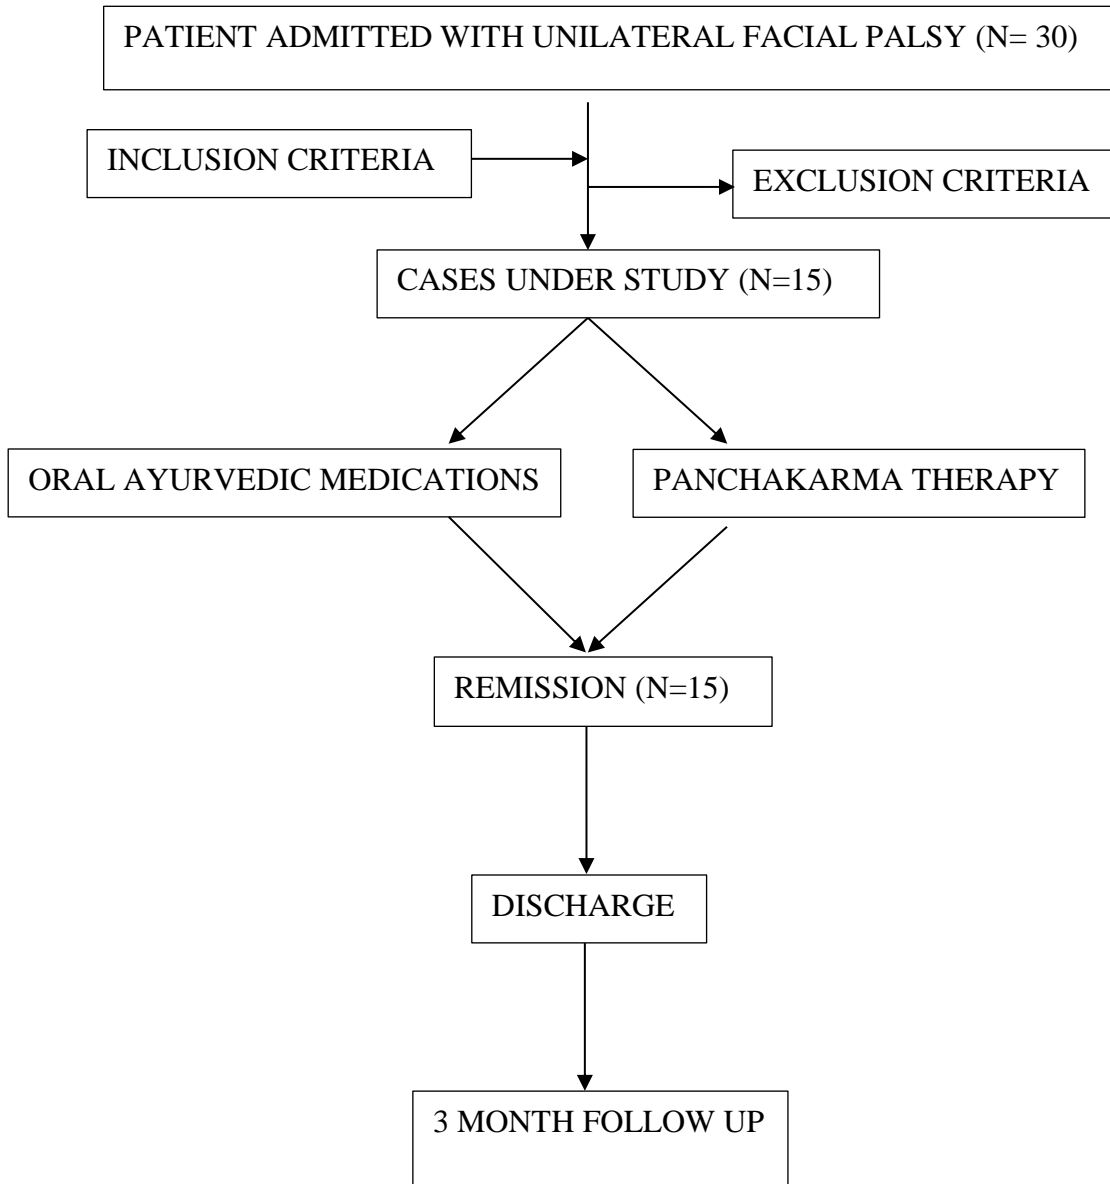 PATIENT ADMITTED WITH UNILATERAL FACIAL PALSY (N= 30)
INCLUSION CRITERIA
EXCLUSION CRITERIA
CASES UNDER STUDY (N=15)
ORAL AYURVEDIC MEDICATIONS
PANCHAKARMA THERAPY
REMISSION (N=15)
DISCHARGE
3 MONTH FOLLOW UP